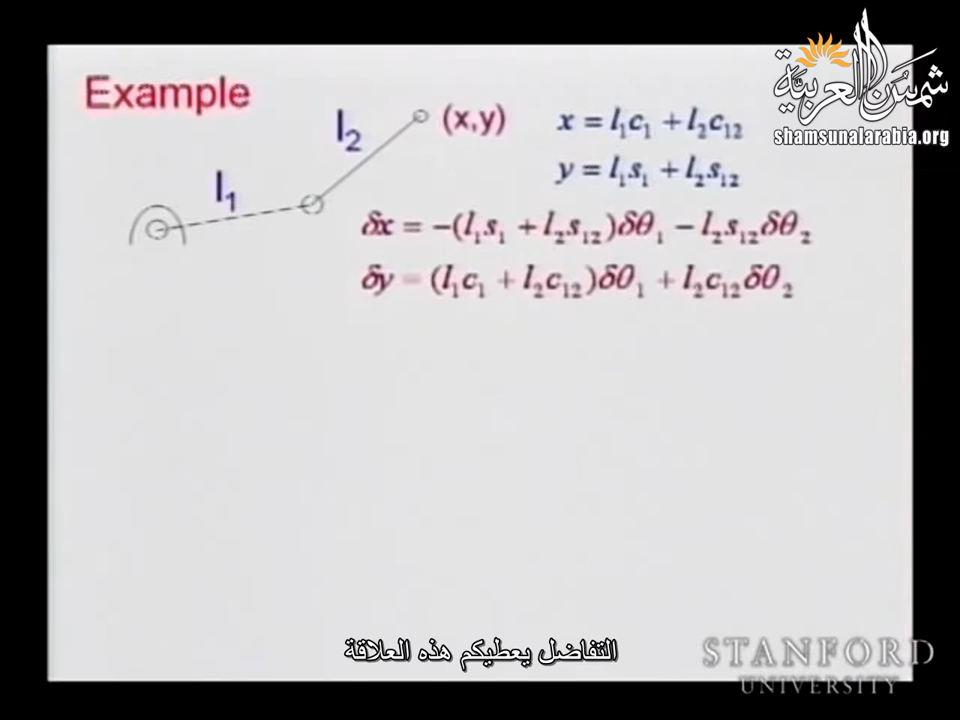 شمس العربية
shamsunalarabia.org
Example
l₂ (x,y)
l₁
x = l₁c₁ + l₂c₁₂
y = l₁s₁ + l₂s₁₂
δx = −(l₁s₁ + l₂s₁₂)δθ₁ − l₂s₁₂δθ₂
δy = (l₁c₁ + l₂c₁₂)δθ₁ + l₂c₁₂δθ₂
التفاضل يعطيكم هذه العلاقة
STANFORD
UNIVERSITY